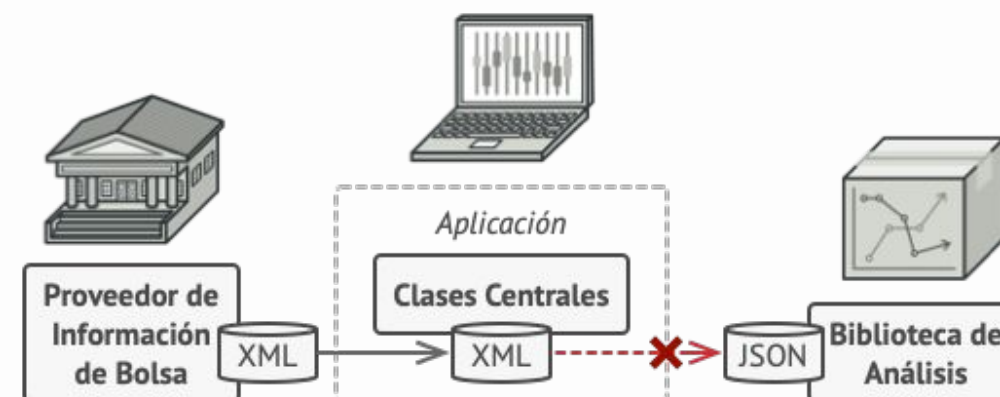 Aplicación
Proveedor de
Información
de Bolsa
XML
Clases Centrales
XML
JSON
Biblioteca de
Análisis